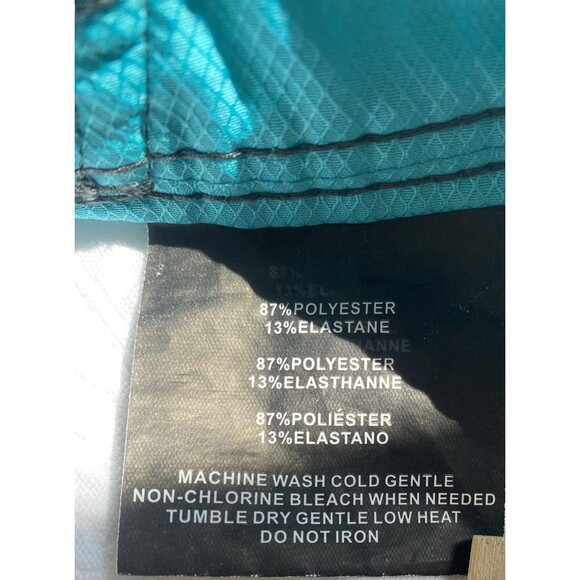 87%POLYESTER
13%ELASTANE
87%POLYESTER
13%ELASTHANNE
87%POLIÉSTER
13%ELASTANO
MACHINE WASH COLD GENTLE
NON-CHLORINE BLEACH WHEN NEEDED
TUMBLE DRY GENTLE LOW HEAT
DO NOT IRON